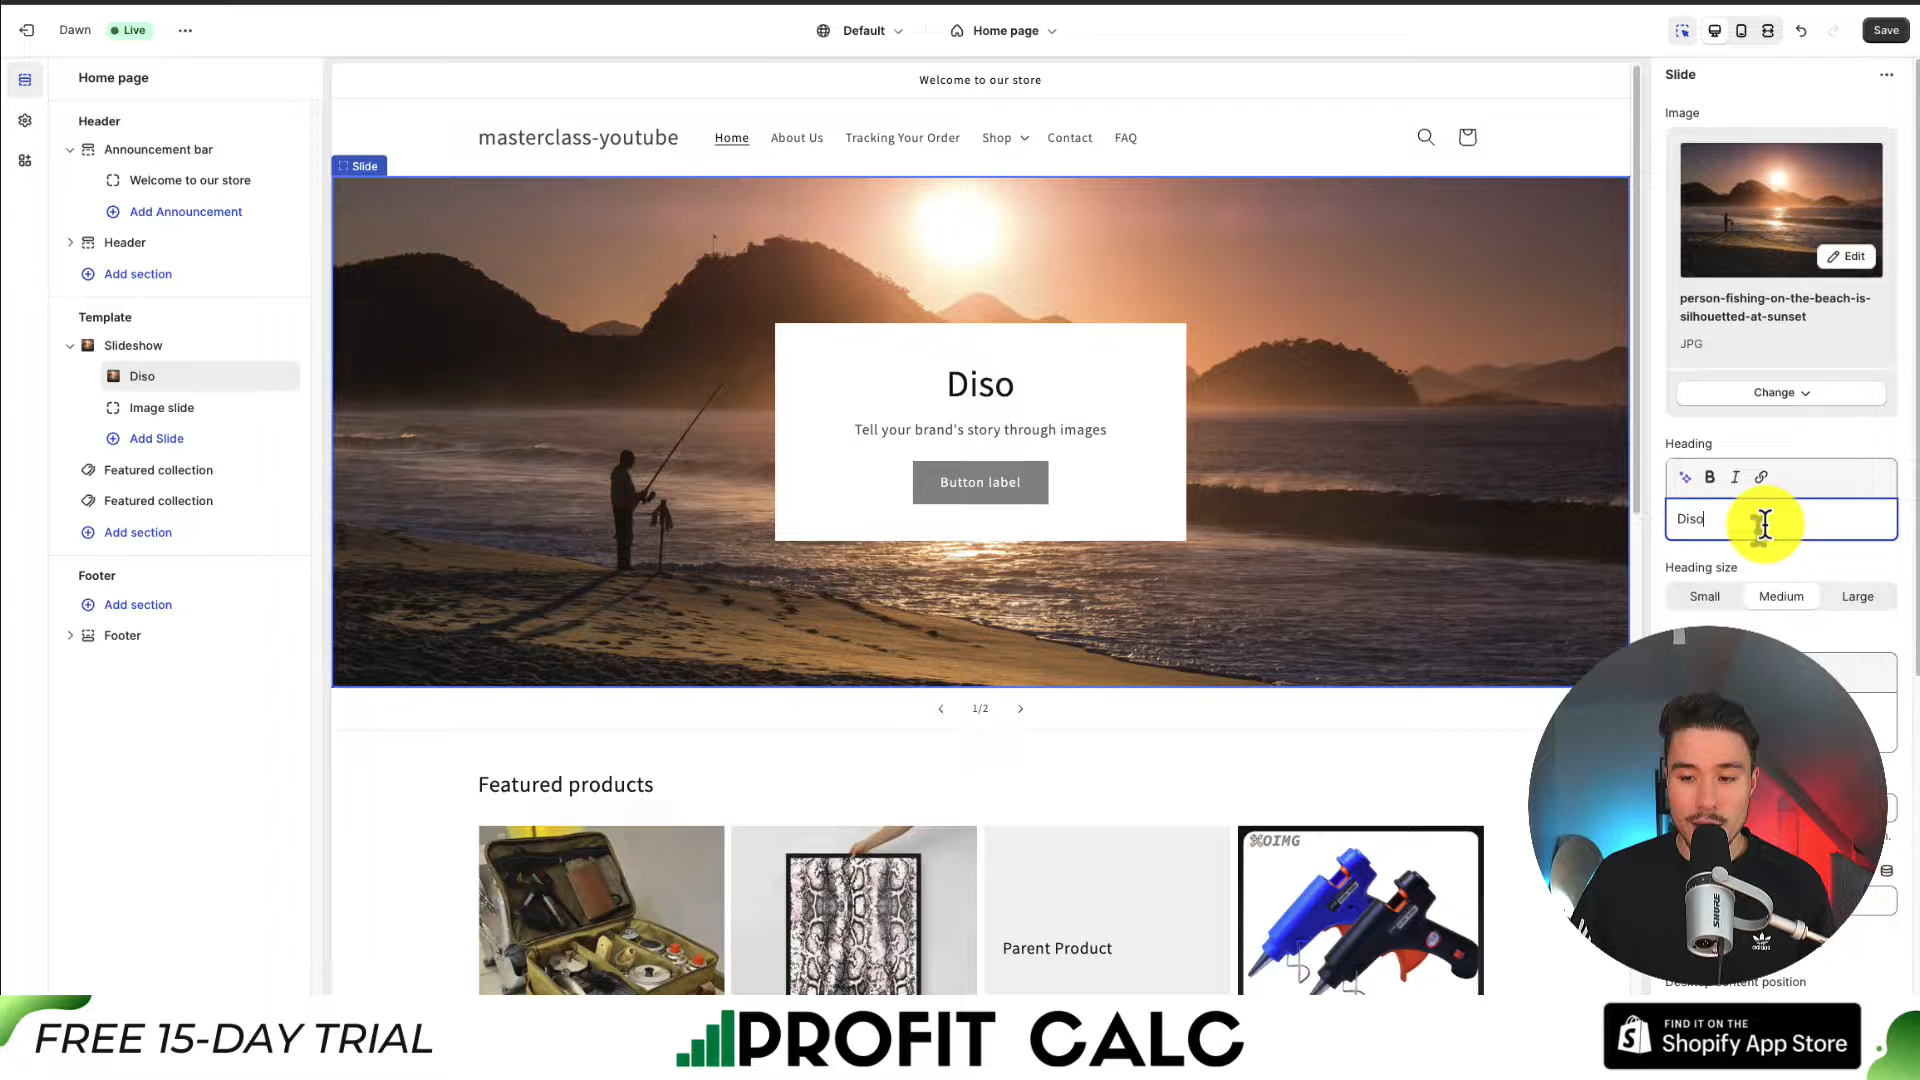 Dawn
Live
Default
Home page
Save
Home page
Header
Announcement bar
Welcome to our store
Add Announcement
Header
Add section
Template
Slideshow
Diso
Image slide
Add Slide
Featured collection
Featured collection
Add section
Footer
Add section
Footer
Welcome to our store
masterclass-youtube
Home
About Us
Tracking Your Order
Shop
Contact
FAQ
Slide
Diso
Tell your brand's story through images
Button label
1/2
Featured products
Parent Product
XOIMG
Slide
Image
Edit
person-fishing-on-the-beach-is-
silhouetted-at-sunset
JPG
Change
Heading
B I
Diso
Heading size
Small
Medium
Large
SHURE
adidas
content position
FREE 15-DAY TRIAL
PROFIT CALC
FIND IT ON THE
Shopify App Store